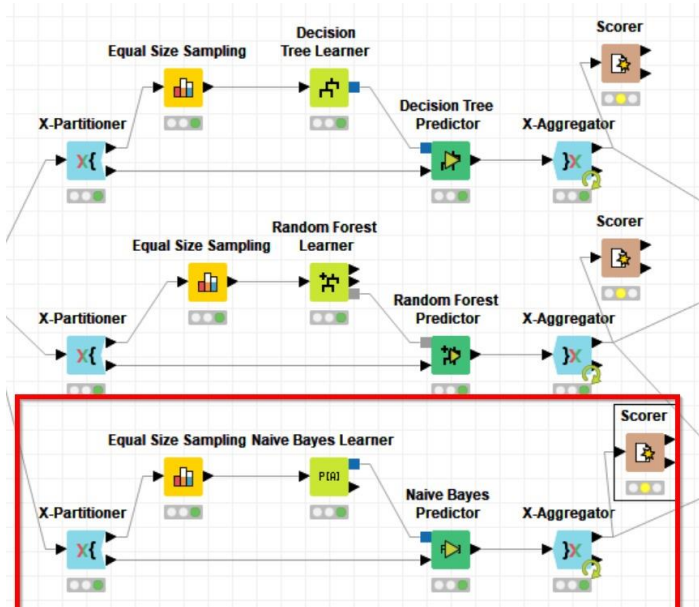 Scorer
Decision
Tree Learner
Equal Size Sampling
Decision Tree
Predictor
X-Partitioner
X-Aggregator
X{
}X
Scorer
Random Forest
Learner
Equal Size Sampling
Random Forest
Predictor
X-Partitioner
X-Aggregator
X{
}X
Scorer
Equal Size Sampling
Naive Bayes Learner
P[A]
Naive Bayes
Predictor
X-Partitioner
X-Aggregator
X{
}X